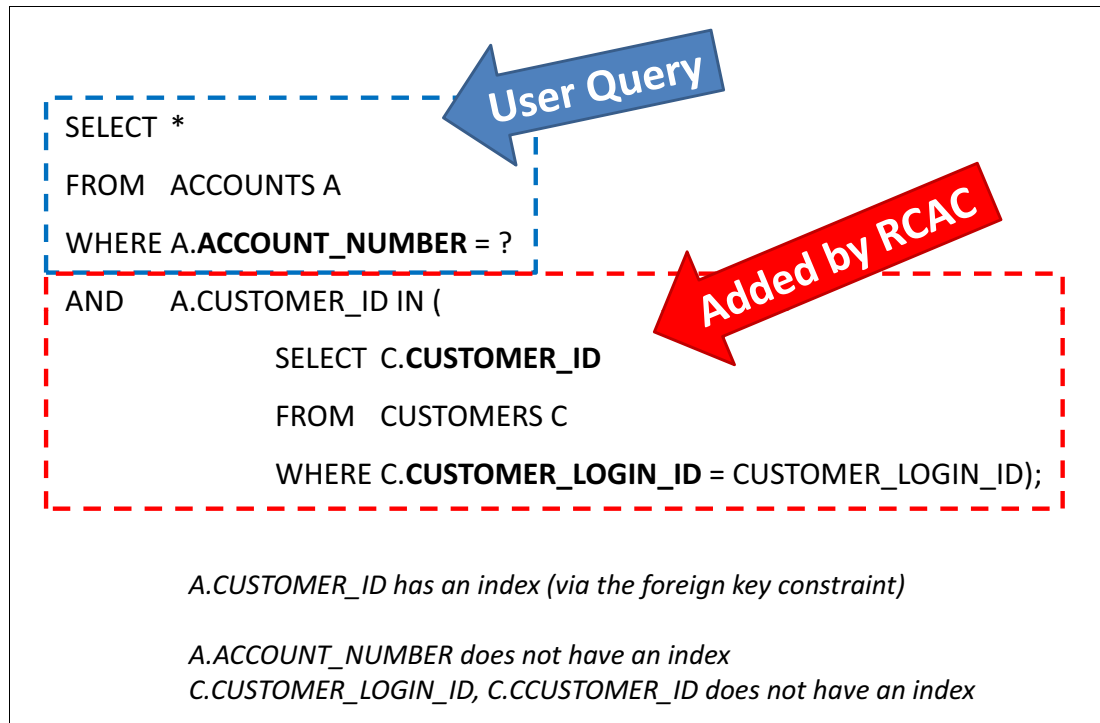 User Query
SELECT *
FROM ACCOUNTS A
WHERE A.ACCOUNT_NUMBER = ?
Added by RCAC
AND A.CUSTOMER_ID IN (
SELECT C.CUSTOMER_ID
FROM CUSTOMERS C
WHERE C.CUSTOMER_LOGIN_ID = CUSTOMER_LOGIN_ID);
A.CUSTOMER_ID has an index (via the foreign key constraint)
A.ACCOUNT_NUMBER does not have an index
C.CUSTOMER_LOGIN_ID, C.CCUSTOMER_ID does not have an index